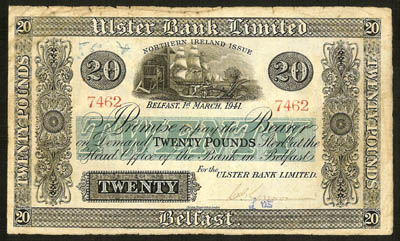 20 Ulster Bank Limited 20
NORTHERN IRELAND ISSUE
20 20
7462 7462
BELFAST, 1st MARCH, 1941.
TWENTY POUNDS
TWENTY POUNDS
I Promise to pay the Bearer
on Demand TWENTY POUNDS Ster at the
Head Office of the Bank in Belfast
For the
ULSTER BANK LIMITED.
TWENTY
125
20 Belfast 20